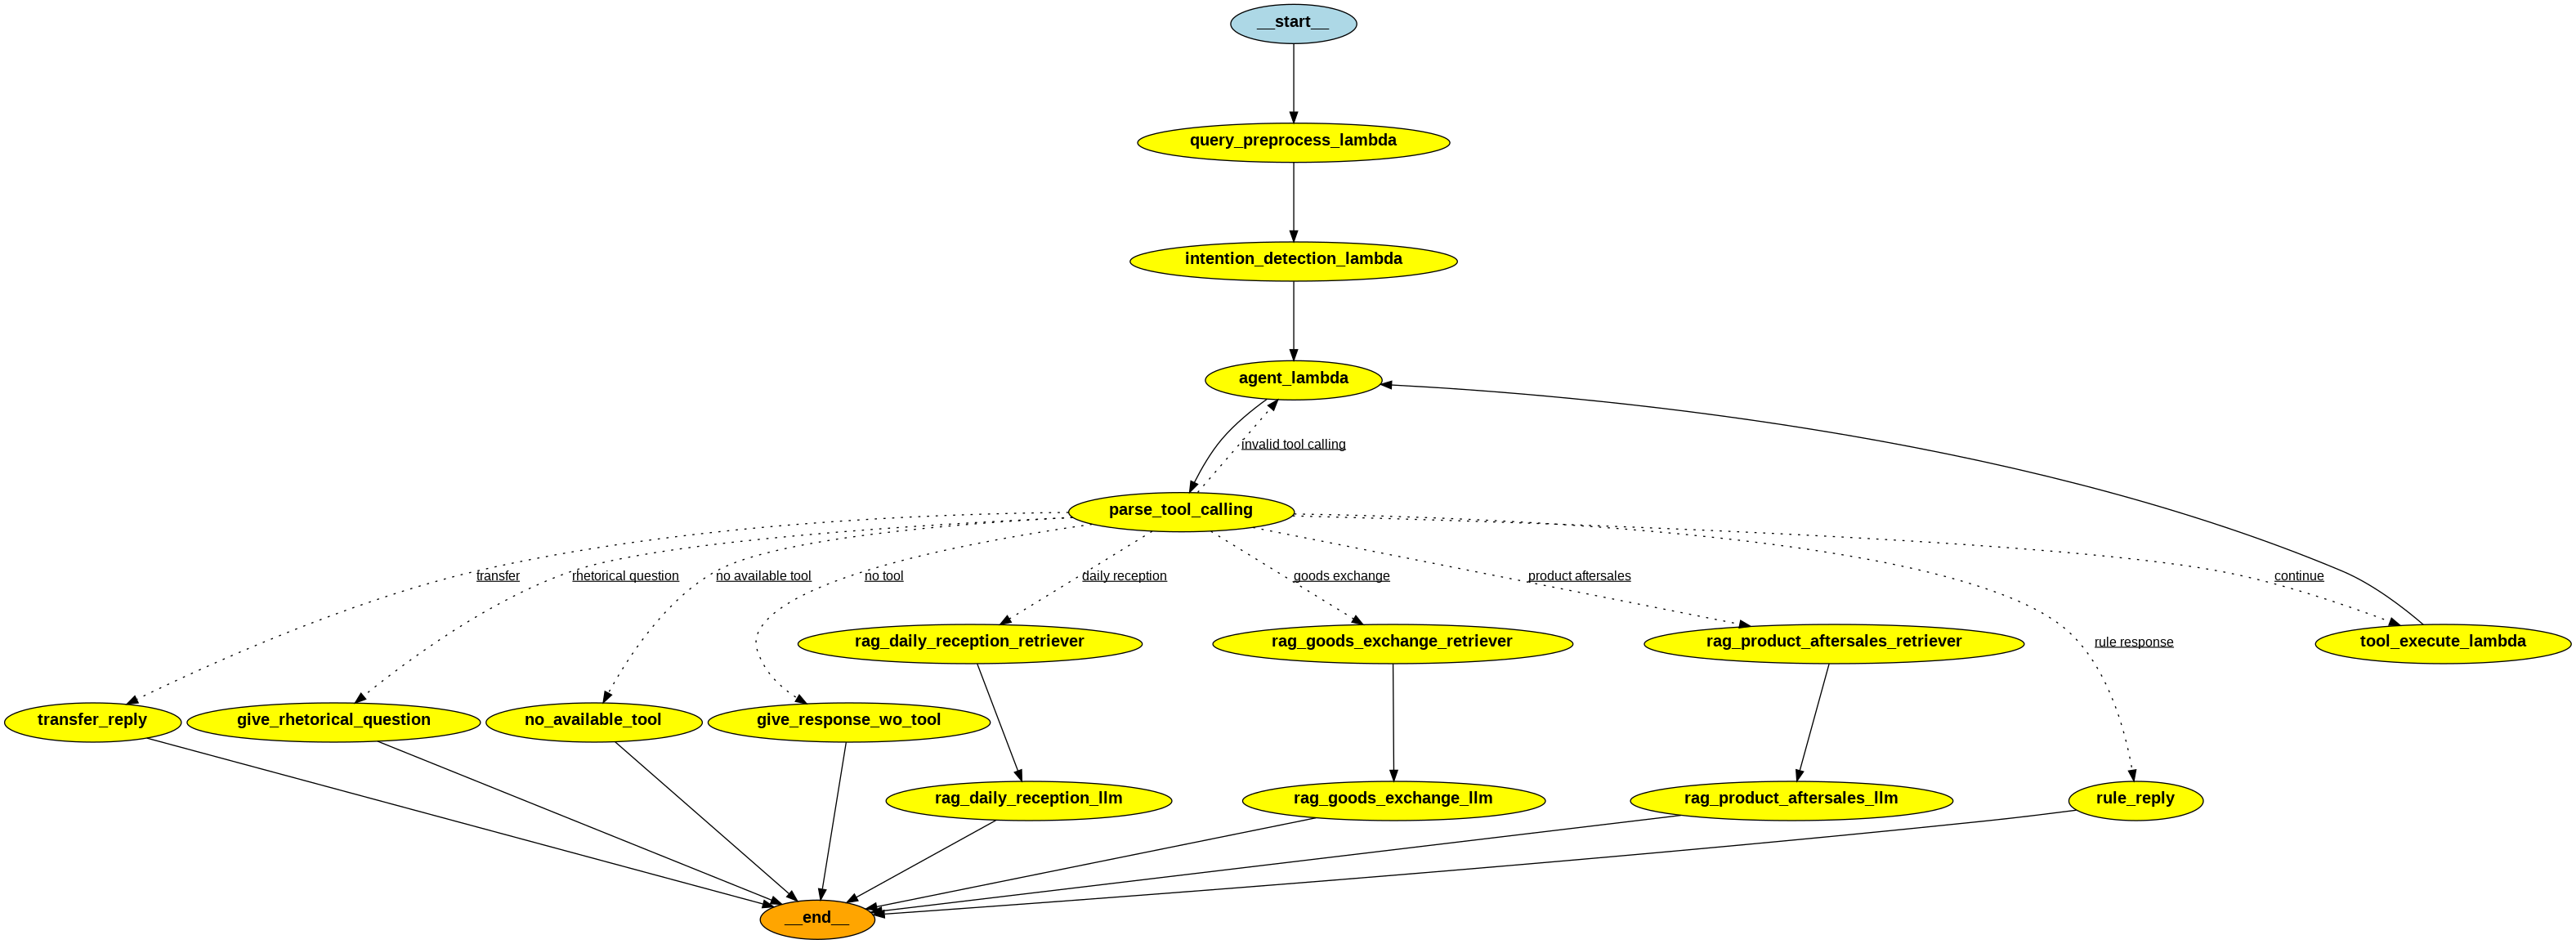 __start__
query_preprocess_lambda
intention_detection_lambda
agent_lambda
invalid tool calling
parse_tool_calling
transfer
rhetorical question
no available tool
no tool
daily reception
goods exchange
product aftersales
continue
rag_daily_reception_retriever
rag_goods_exchange_retriever
rag_product_aftersales_retriever
rule response
tool_execute_lambda
transfer_reply
give_rhetorical_question
no_available_tool
give_response_wo_tool
rag_daily_reception_llm
rag_goods_exchange_llm
rag_product_aftersales_llm
rule_reply
__end__